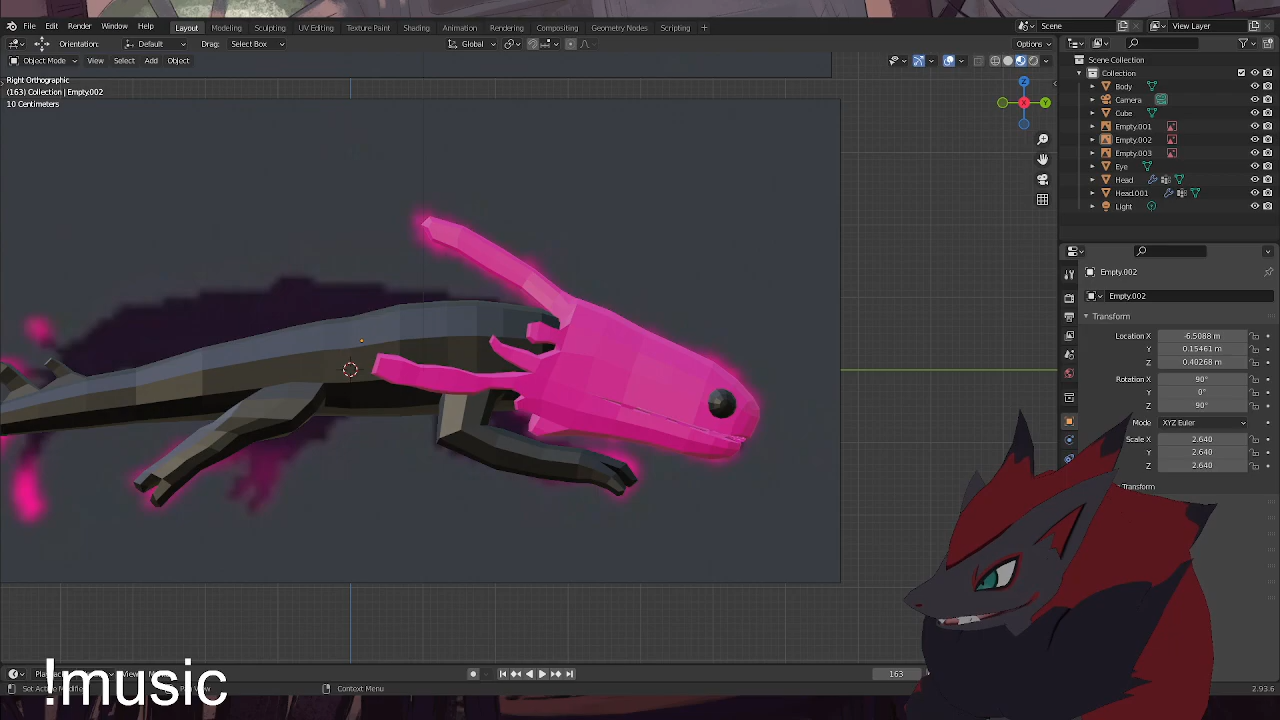 File Edit Render Window Help Layout Modeling Sculpting UV Editing Texture Paint Shading Animation Rendering Compositing Geometry Nodes Scripting + Scene View Layer
Orientation: Default Drag: Select Box Global Options
Object Mode View Select Add Object
Right Orthographic
(163) Collection | Empty.002
10 Centimeters
Z
X
Y
Scene Collection
Collection
Body
Camera
Cube
Empty.001
Empty.002
Empty.003
Eye
Head
Head.001
Light
Empty.002
Empty.002
Transform
Location X -6.5088 m
Y 0.15461 m
Z 0.40268 m
Rotation X 90°
Y 0°
Z 90°
Mode XYZ Euler
Scale X 2.640
Y 2.640
Z 2.640
Transform
!music
163
Context Menu
2.93.6